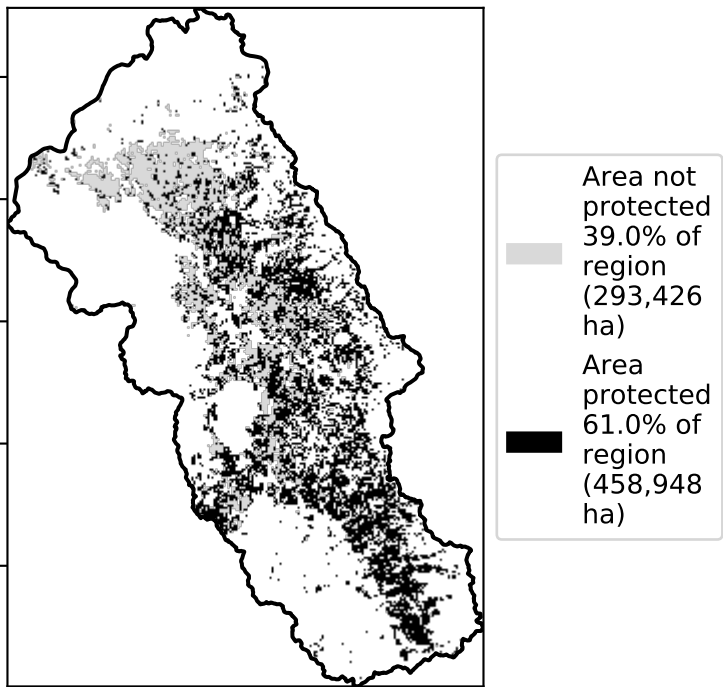 Area not
protected
39.0% of
region
(293,426
ha)
Area
protected
61.0% of
region
(458,948
ha)